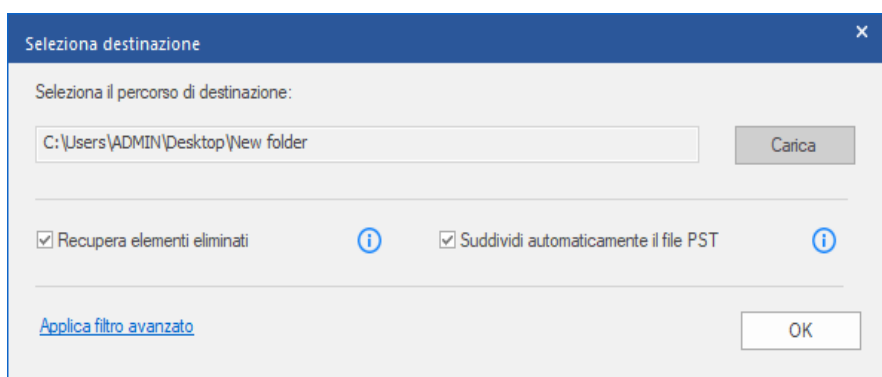 Seleziona destinazione
Seleziona il percorso di destinazione:
C:\Users\ADMIN\Desktop\New folder
Carica
Recupera elementi eliminati
Suddividi automaticamente il file PST
Applica filtro avanzato
OK